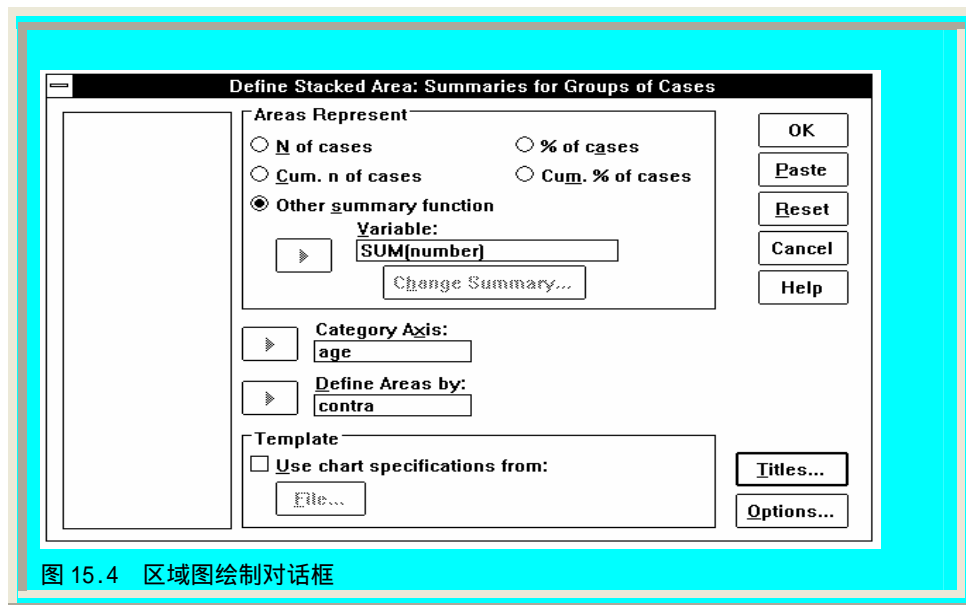 Define Stacked Area: Summaries for Groups of Cases
Areas Represent
N of cases
% of cases
Cum. n of cases
Cum. % of cases
Other summary function
Variable:
SUM(number)
Change Summary...
Category Axis:
age
Define Areas by:
contra
Template
Use chart specifications from:
File...
OK
Paste
Reset
Cancel
Help
Titles...
Options...
图 15.4 区域图绘制对话框